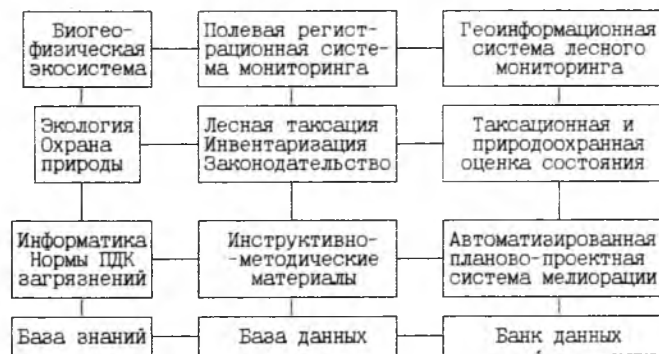 Биогео-
физическая
экосистема
Полевая регист-
рационная систе-
ма мониторинга
Геоинформационная
система лесного
мониторинга
Экология
Охрана
природы
Лесная таксация
Инвентаризация
Законодательство
Таксационная и
природоохранная
оценка состояния
Информатика
Нормы ПДК
загрязнений
Инструктивно-
-методические
материалы
Автоматизированная
планово-проектная
система мелиорации
База знаний
База данных
Банк данных